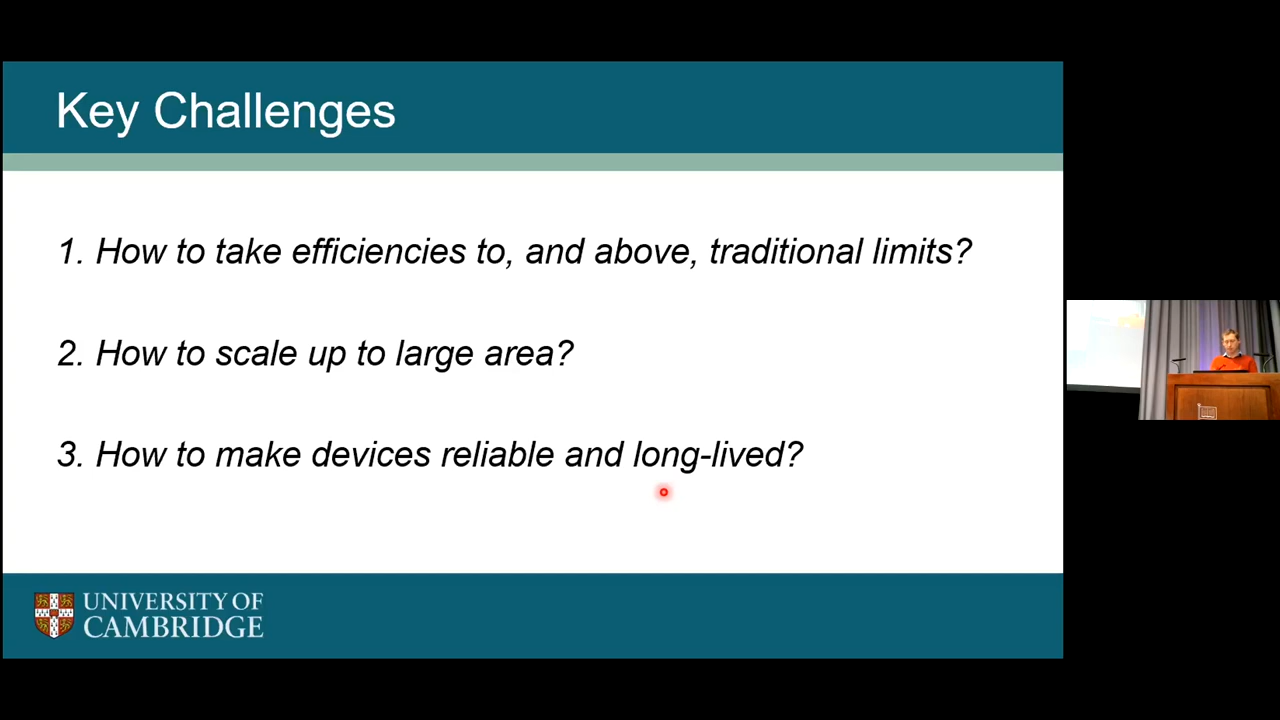 Key Challenges
1. How to take efficiencies to, and above, traditional limits?
2. How to scale up to large area?
3. How to make devices reliable and long-lived?
UNIVERSITY OF
CAMBRIDGE